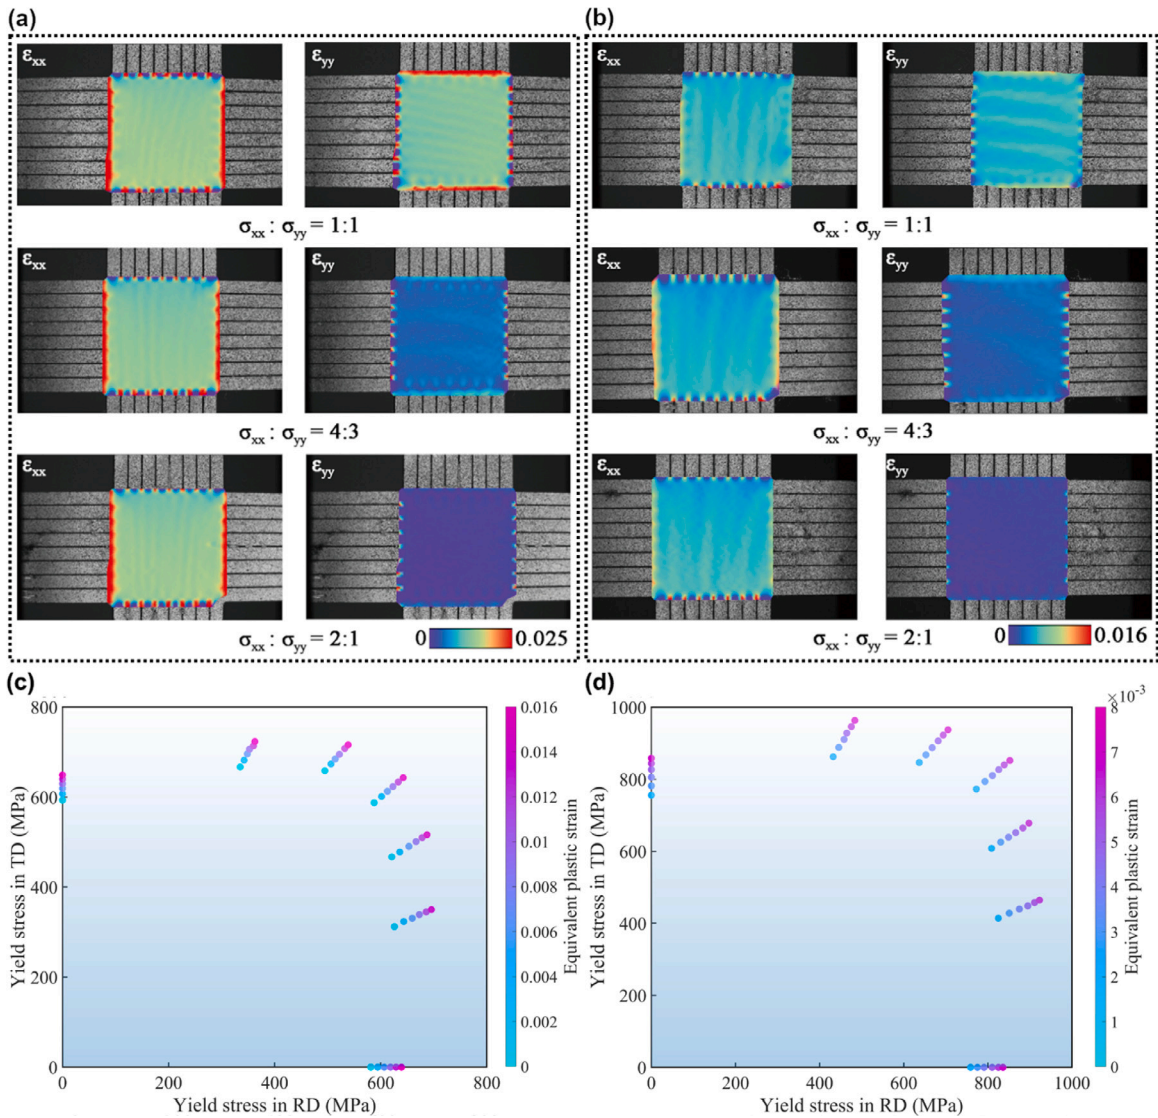 (a)
(b)
εxx
εyy
εxx
εyy
σxx : σyy = 1:1
σxx : σyy = 1:1
εxx
εyy
εxx
εyy
σxx : σyy = 4:3
σxx : σyy = 4:3
εxx
εyy
εxx
εyy
σxx : σyy = 2:1
0
0.025
σxx : σyy = 2:1
0
0.016
(c)
800
600
400
200
0
0
200
400
600
800
Yield stress in TD (MPa)
Yield stress in RD (MPa)
0.016
0.014
0.012
0.01
0.008
0.006
0.004
0.002
0
Equivalent plastic strain
(d)
1000
800
600
400
200
0
0
200
400
600
800
1000
Yield stress in TD (MPa)
Yield stress in RD (MPa)
×10⁻³
8
7
6
5
4
3
2
1
0
Equivalent plastic strain